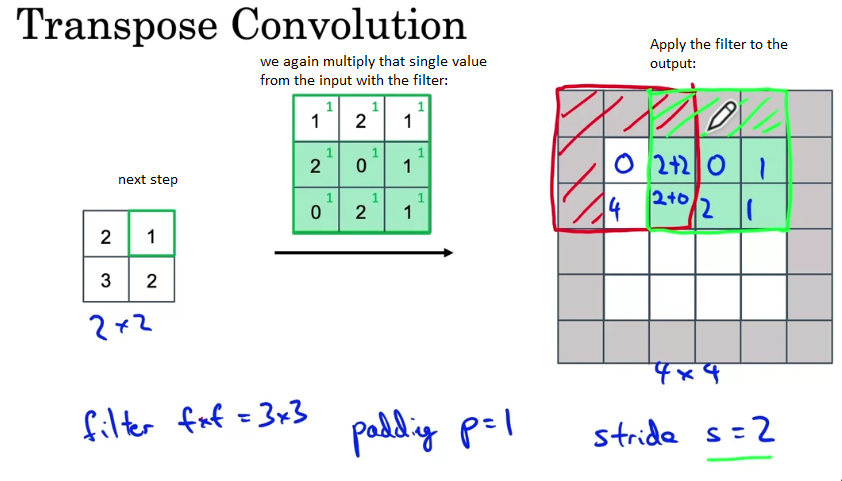 Transpose Convolution
we again multiply that single value
from the input with the filter:
Apply the filter to the
output:
next step
1 1 2 1 1 1
2 1 0 1 1 1
0 1 2 1 1 1
2 1
3 2
2 × 2
0 2+2 0 1
4 2+0 2 1
4 × 4
filter f×f = 3×3
paddig p=1
stride s = 2